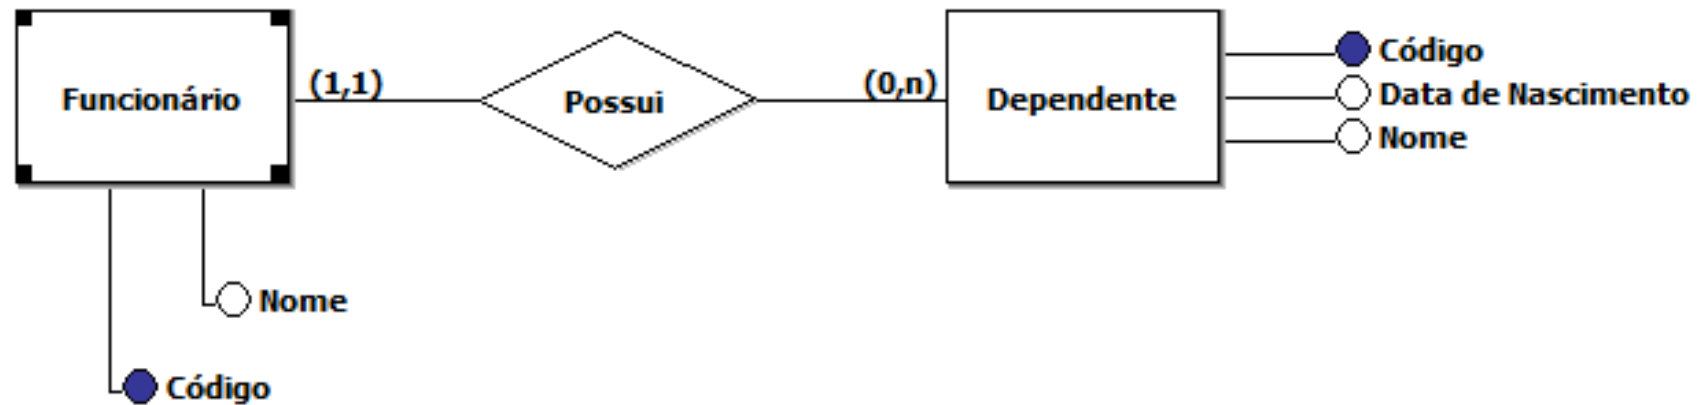 Funcionário
(1,1)
Possui
(0,n)
Dependente
Código
Data de Nascimento
Nome
Nome
Código